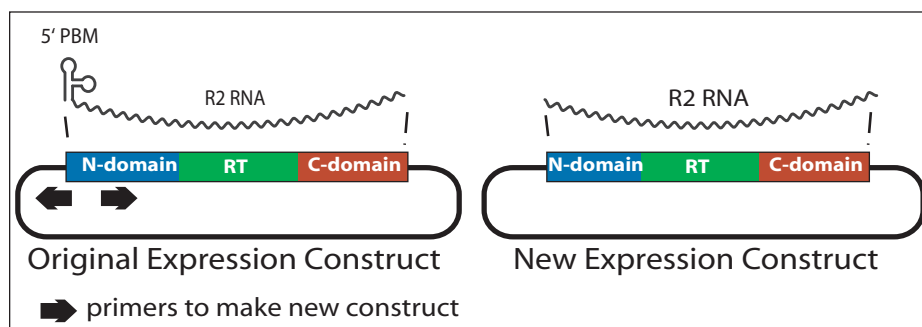 5' PBM
R2 RNA
R2 RNA
N-domain RT C-domain
N-domain RT C-domain
Original Expression Construct
New Expression Construct
primers to make new construct